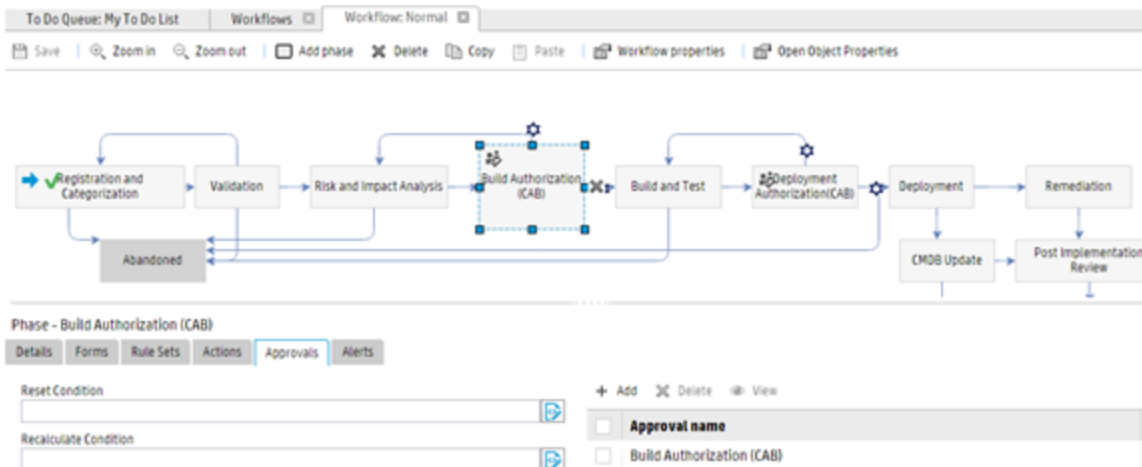 To Do Queue: My To Do List Workflows Workflow: Normal
Save Zoom in Zoom out Add phase Delete Copy Paste Workflow properties Open Object Properties
Registration and
Categorization
Validation
Risk and Impact Analysis
Build Authorization
(CAB)
Build and Test
Deployment
Authorization(CAB)
Deployment
Remediation
Abandoned
CMDB Update
Post Implementation
Review
Phase - Build Authorization (CAB)
Details Forms Rule Sets Actions Approvals Alerts
Reset Condition
Recalculate Condition
Add Delete View
Approval name
Build Authorization (CAB)